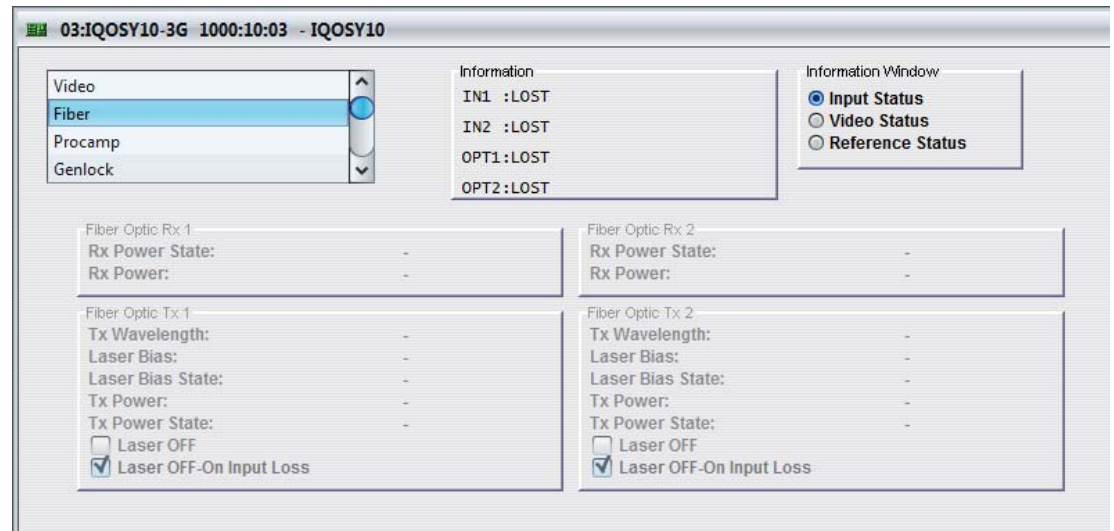 03:IQOSY10-3G 1000:10:03 - IQOSY10
Video
Fiber
Procamp
Genlock
Information
IN1 :LOST
IN2 :LOST
OPT1:LOST
OPT2:LOST
Information Window
Input Status
Video Status
Reference Status
Fiber Optic Rx 1
Rx Power State: -
Rx Power: -
Fiber Optic Rx 2
Rx Power State: -
Rx Power: -
Fiber Optic Tx 1
Tx Wavelength: -
Laser Bias: -
Laser Bias State: -
Tx Power: -
Tx Power State: -
Laser OFF
Laser OFF-On Input Loss
Fiber Optic Tx 2
Tx Wavelength: -
Laser Bias: -
Laser Bias State: -
Tx Power: -
Tx Power State: -
Laser OFF
Laser OFF-On Input Loss